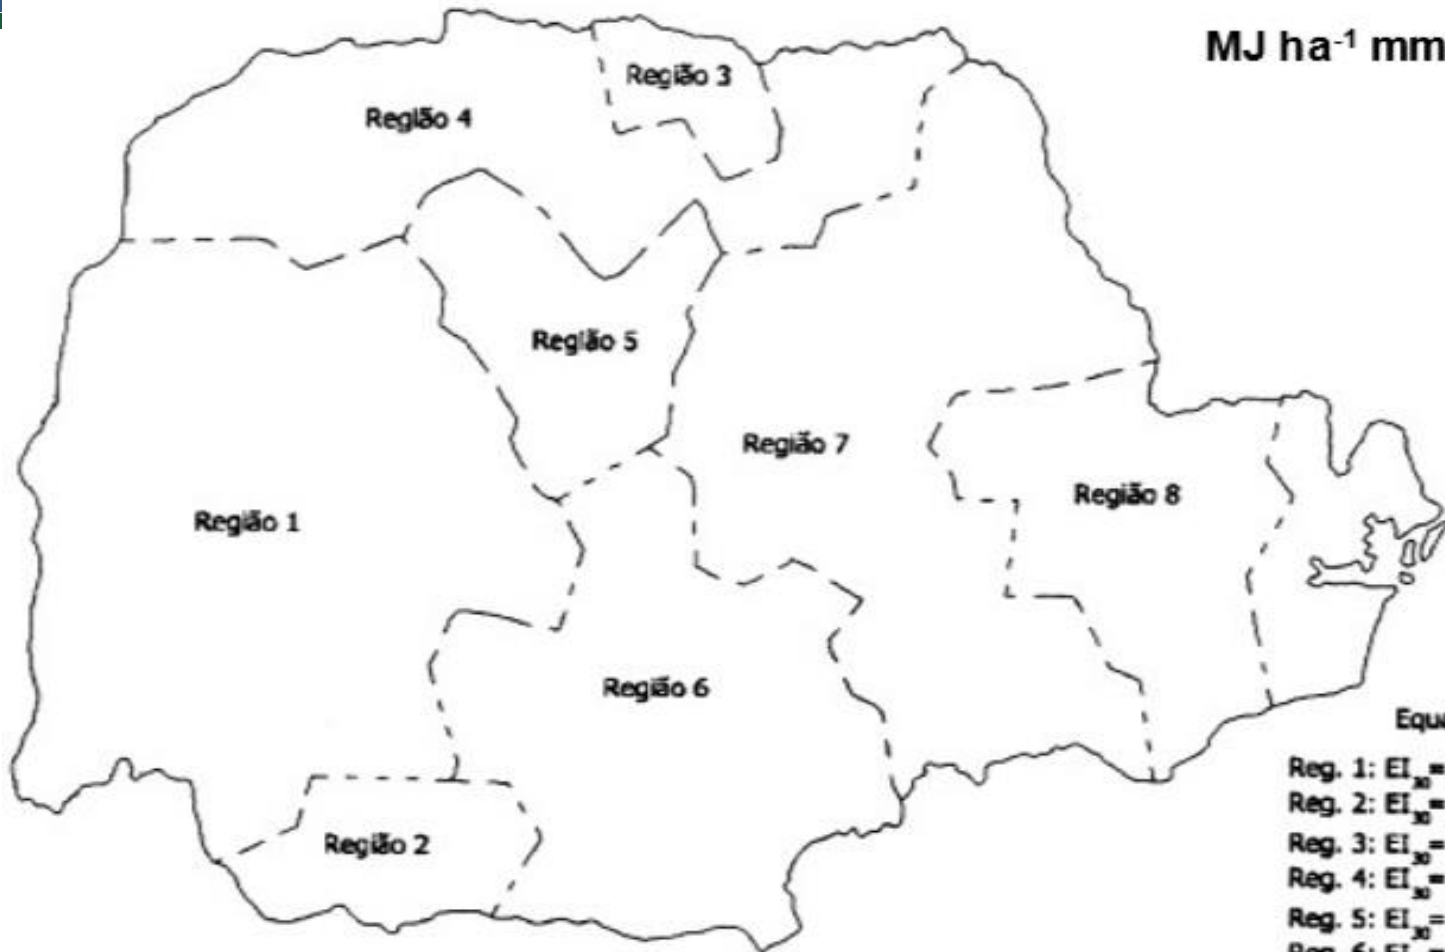 MJ ha-1 mm
Região 3
Região 4
Região 5
Região 7
Região 8
Região 1
Região 6
Região 2
Reg. 1: EI30=
Reg. 2: EI30=
Reg. 3: EI30=
Reg. 4: EI30=
Reg. 5: EI30=